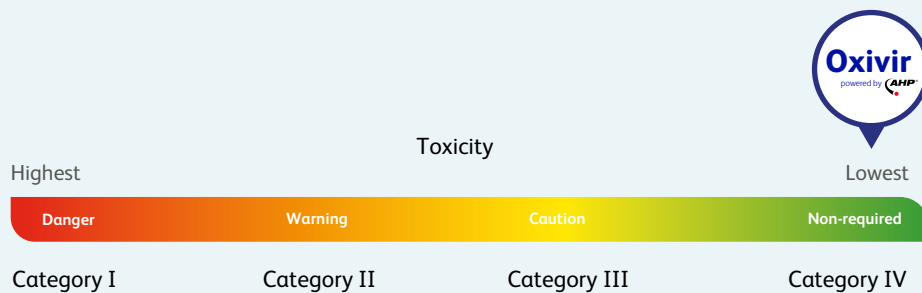 Oxivir
powered by AHP
Toxicity
Highest
Lowest
Danger
Warning
Caution
Non-required
Category I
Category II
Category III
Category IV